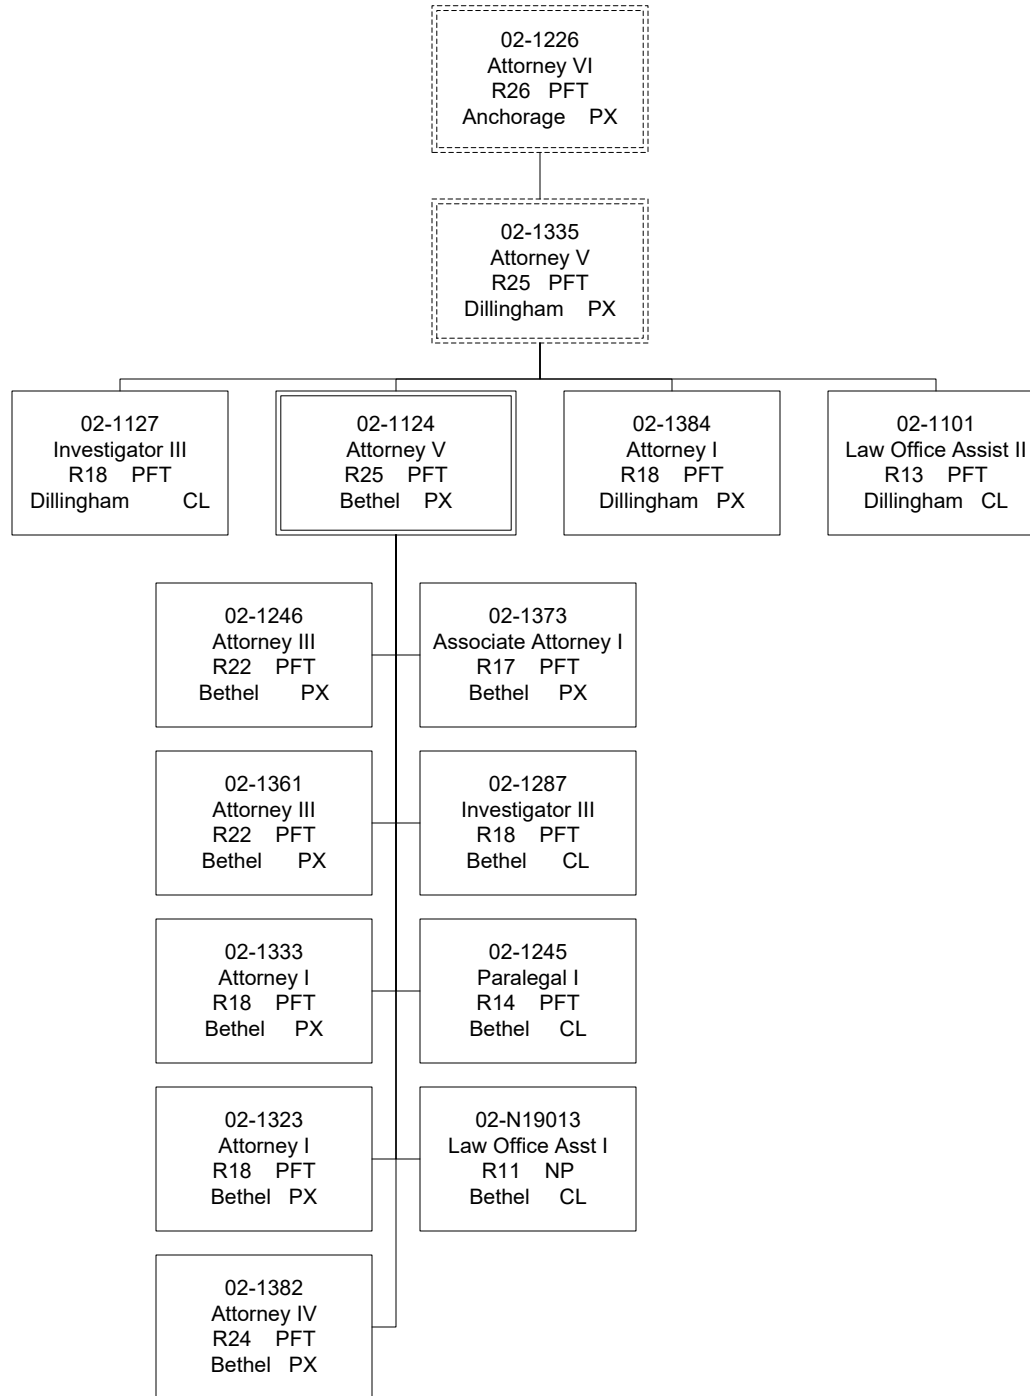 02-1226
Attorney VI
R26 PFT
Anchorage PX
02-1335
Attorney V
R25 PFT
Dillingham PX
02-1127
Investigator III
R18 PFT
Dillingham CL
02-1124
Attorney V
R25 PFT
Bethel PX
02-1384
Attorney I
R18 PFT
Dillingham PX
02-1101
Law Office Assist II
R13 PFT
Dillingham CL
02-1246
Attorney III
R22 PFT
Bethel PX
02-1373
Associate Attorney I
R17 PFT
Bethel PX
02-1361
Attorney III
R22 PFT
Bethel PX
02-1287
Investigator III
R18 PFT
Bethel CL
02-1333
Attorney I
R18 PFT
Bethel PX
02-1245
Paralegal I
R14 PFT
Bethel CL
02-1323
Attorney I
R18 PFT
Bethel PX
02-N19013
Law Office Asst I
R11 NP
Bethel CL
02-1382
Attorney IV
R24 PFT
Bethel PX